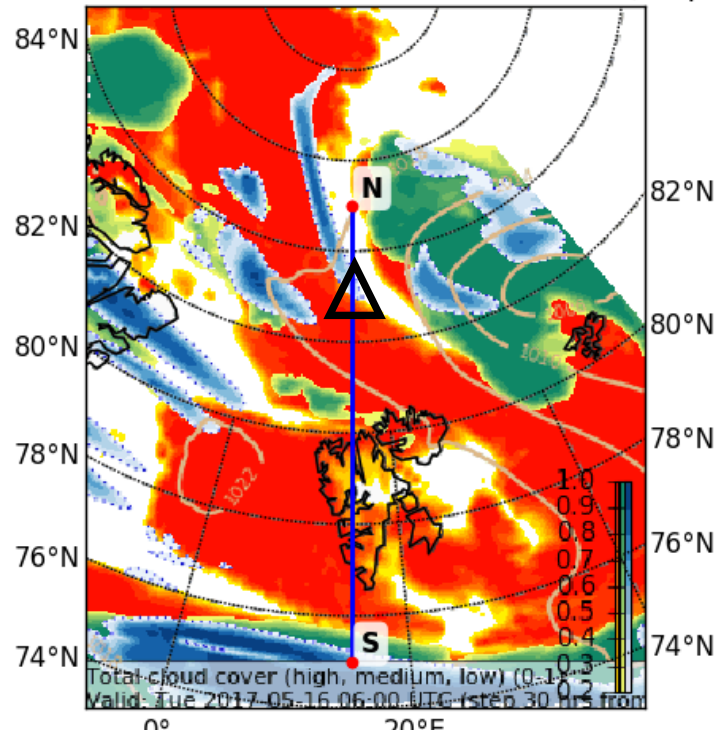 84°N
82°N
80°N
78°N
76°N
74°N
82°N
80°N
78°N
76°N
74°N
N
S
1022
1016
1.0
0.9
0.8
0.7
0.6
0.5
0.4
0.3
0.2
Total cloud cover (high, medium, low) (0-1
Valid: Tue 2017-05-16 06:00 UTC (step 30 hrs from
0°
20°E